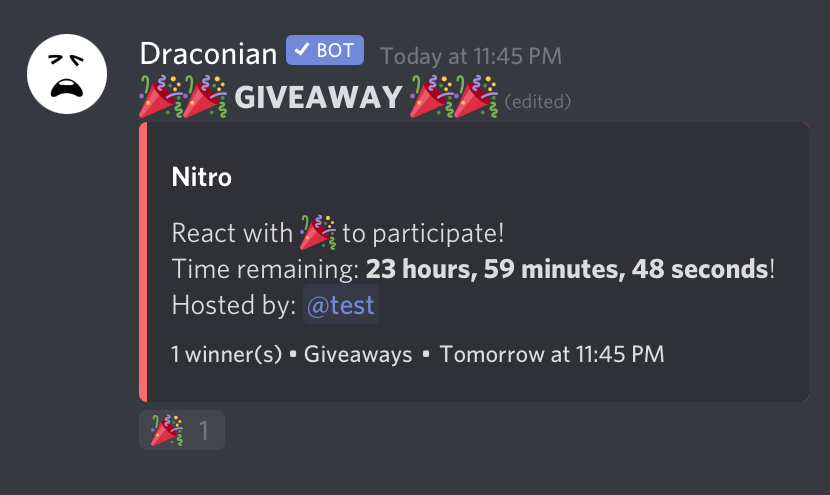 Draconian ✓ BOT Today at 11:45 PM
🎉🎉 GIVEAWAY 🎉🎉 (edited)
Nitro
React with 🎉 to participate!
Time remaining: 23 hours, 59 minutes, 48 seconds!
Hosted by: @test
1 winner(s) • Giveaways • Tomorrow at 11:45 PM
🎉 1